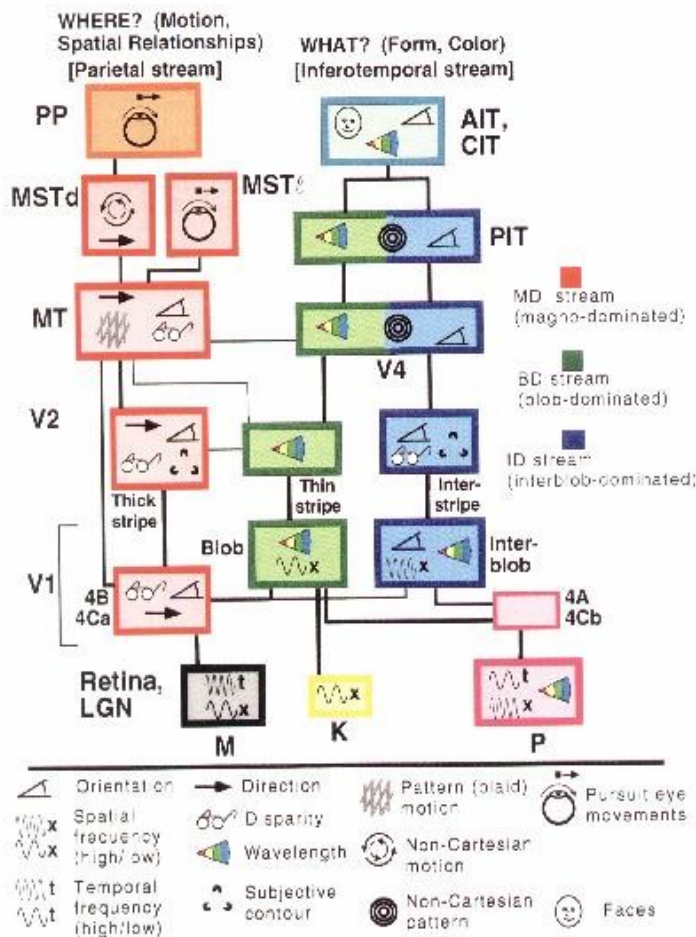 WHERE? (Motion,
Spatial Relationships)
[Parietal stream]
WHAT? (Form, Color)
[Inferotemporal stream]
PP
AIT,
CIT
MSTd
MSTℓ
PIT
MT
V4
MD stream
(magno-dominated)
BD stream
(blob-dominated)
ID stream
(interblob-dominated)
V2
Thick
stripe
Thin
stripe
Inter-
stripe
V1
Blob
Inter-
blob
x
x
4B
4Ca
4A
4Cb
Retina,
LGN
t
x
x
t
x
M
K
P
Orientation
Direction
Pattern (plaid)
motion
Pursuit eye
movements
x
x
Spatial
frequency
(high/low)
Disparity
Wavelength
Non-Cartesian
motion
t
t
Temporal
frequency
(high/low)
Subjective
contour
Non-Cartesian
pattern
Faces